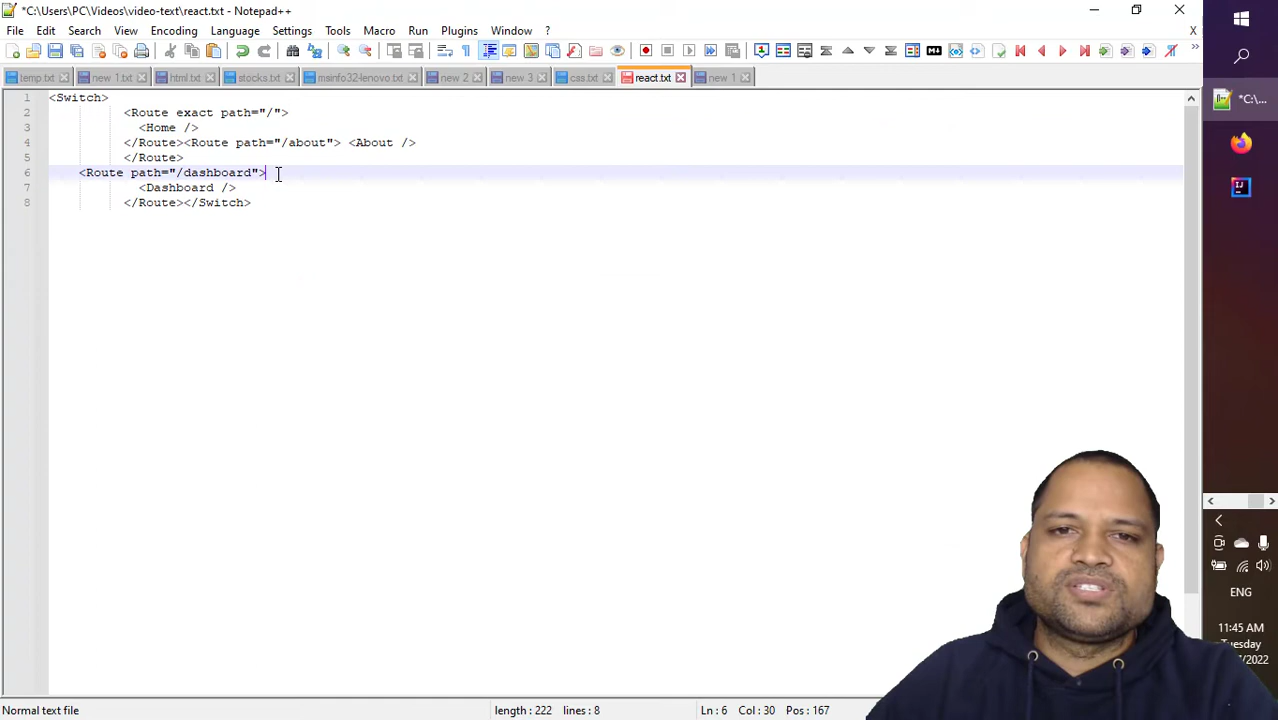 *C:\Users\PC\Videos\video-text\react.txt - Notepad++
File Edit Search View Encoding Language Settings Tools Macro Run Plugins Window ? X
temp.txt new 1.txt html.txt stocks.txt msinfo32-lenovo.txt new 2 new 3 css.txt react.txt new 1
1 <Switch>
2 <Route exact path="/">
3 <Home />
4 </Route><Route path="/about"> <About />
5 </Route>
6 <Route path="/dashboard">
7 <Dashboard />
8 </Route></Switch>
*C:...
ENG
11:45 AM
Tuesday
7/2022
Normal text file length : 222 lines : 8 Ln : 6 Col : 30 Pos : 167